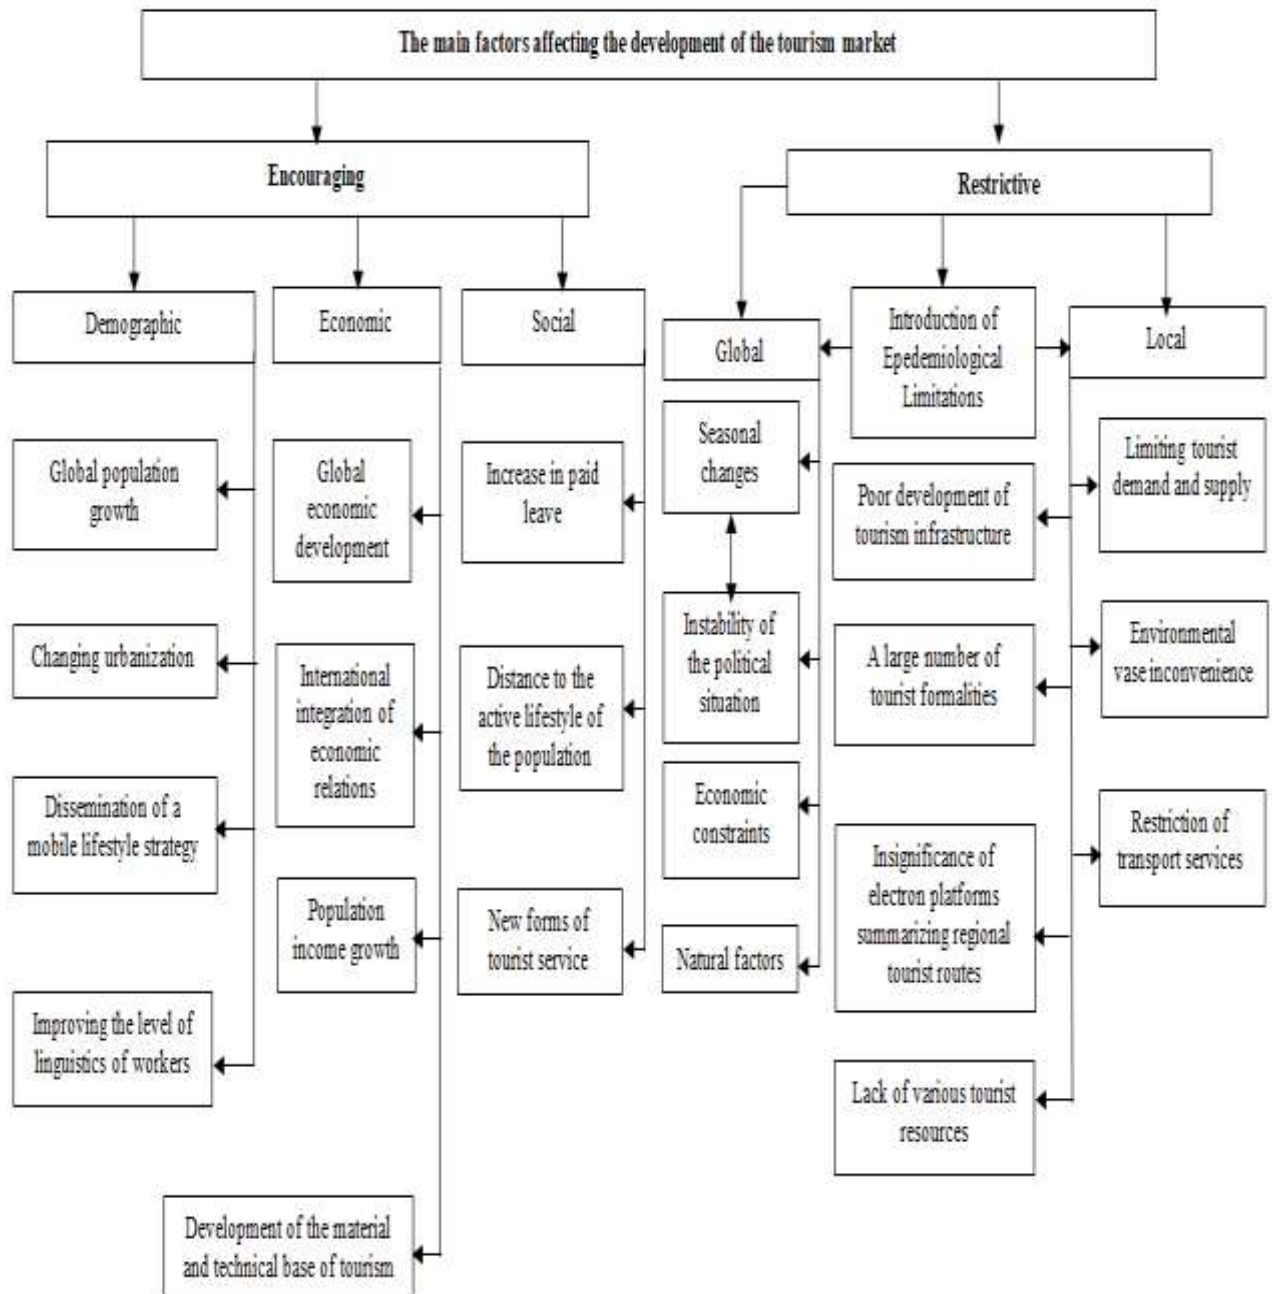 The main factors affecting the development of the tourism market
Encouraging
Restrictive
Demographic
Economic
Social
Global
Introduction of
Epedemiological
Limitations
Local
Global population
growth
Changing urbanization
Dissemination of a
mobile lifestyle strategy
Improving the level of
linguistics of workers
Global
economic
development
International
integration of
economic
relations
Population
income growth
Development of the material
and technical base of tourism
Increase in paid
leave
Distance to the
active lifestyle of
the population
New forms of
tourist service
Seasonal
changes
Instability of
the political
situation
Economic
constraints
Natural factors
Poor development of
tourism infrastructure
A large number of
tourist formalities
Insignificance of
electron platforms
summarizing regional
tourist routes
Lack of various tourist
resources
Limiting tourist
demand and supply
Environmental
vase inconvenience
Restriction of
transport services